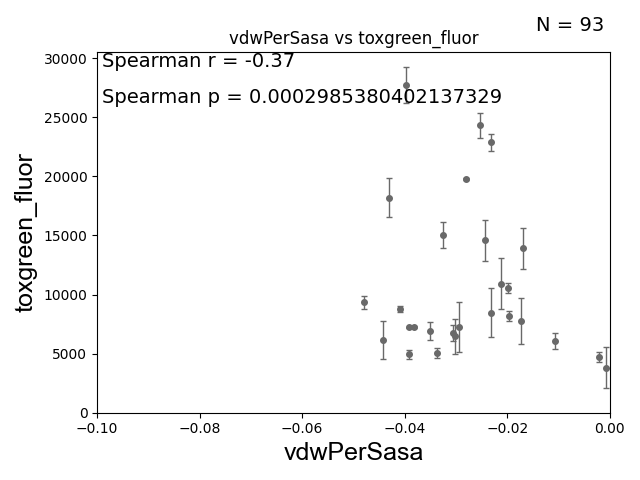 N = 93
vdwPerSasa vs toxgreen_fluor
Spearman r = -0.37
Spearman p = 0.0002985380402137329
30000
25000
20000
15000
10000
5000
0
toxgreen_fluor
−0.10 −0.08 −0.06 −0.04 −0.02 0.00
vdwPerSasa